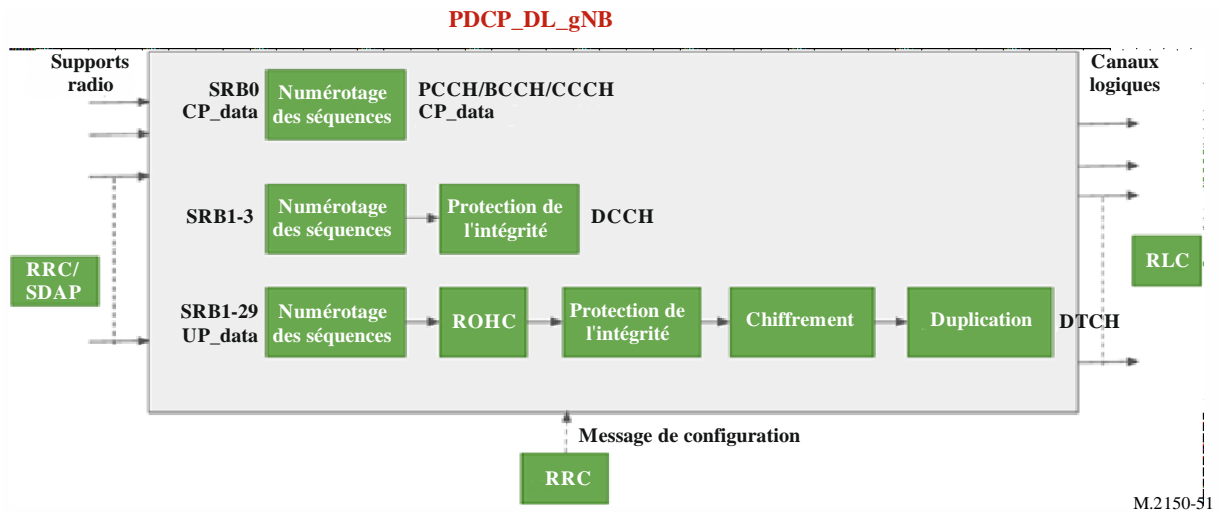 PDCP_DL_gNB
Supports
radio
Canaux
logiques
SRB0
CP_data
Numérotage
des séquences
PCCH/BCCH/CCCH
CP_data
SRB1-3
Numérotage
des séquences
Protection de
l'intégrité
DCCH
RRC/
SDAP
RLC
SRB1-29
UP_data
Numérotage
des séquences
ROHC
Protection de
l'intégrité
Chiffrement
Duplication
DTCH
Message de configuration
RRC
M.2150-51